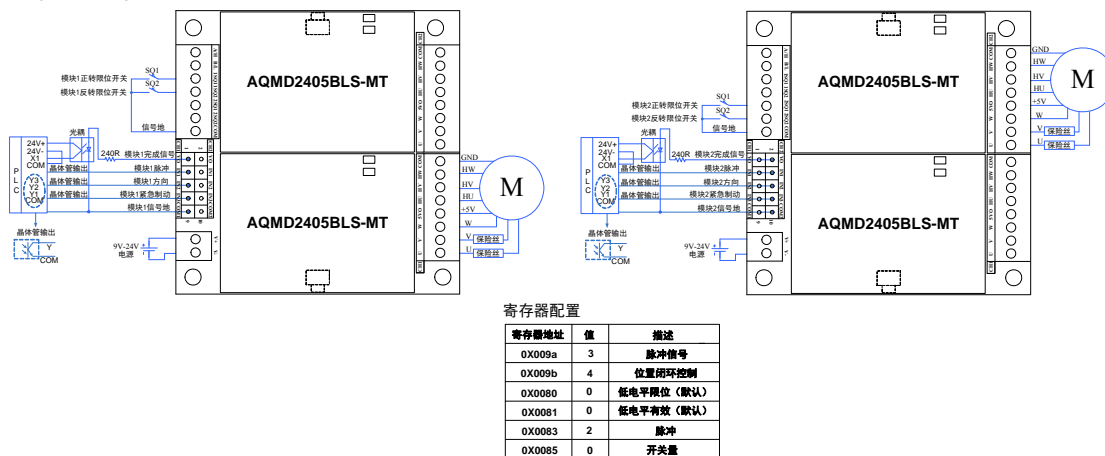 AQMD2405BLS-MT
AQMD2405BLS-MT
SQ1
模块1正转限位开关
SQ2
模块1反转限位开关
信号地
光耦
24V+
24V-
X1
COM
240R
模块1完成信号
PLC
Y3
Y2
Y1
COM
晶体管输出
模块1脉冲
晶体管输出
模块1方向
晶体管输出
模块1紧急制动
模块1信号地
晶体管输出
Y
COM
9V-24V
电源
GND
HW
HV
HU
+5V
W
V
保险丝
U
保险丝
M
AQMD2405BLS-MT
AQMD2405BLS-MT
SQ1
模块2正转限位开关
SQ2
模块2反转限位开关
信号地
光耦
24V+
24V-
X1
COM
240R
模块2完成信号
PLC
Y3
Y2
Y1
COM
晶体管输出
模块2脉冲
晶体管输出
模块2方向
晶体管输出
模块2紧急制动
模块2信号地
晶体管输出
Y
COM
9V-24V
电源
GND
HW
HV
HU
+5V
W
V
保险丝
U
保险丝
M
寄存器配置
寄存器地址 值 描述
0X009a 3 脉冲信号
0X009b 4 位置闭环控制
0X0080 0 低电平限位（默认）
0X0081 0 低电平有效（默认）
0X0083 2 脉冲
0X0085 0 开关量